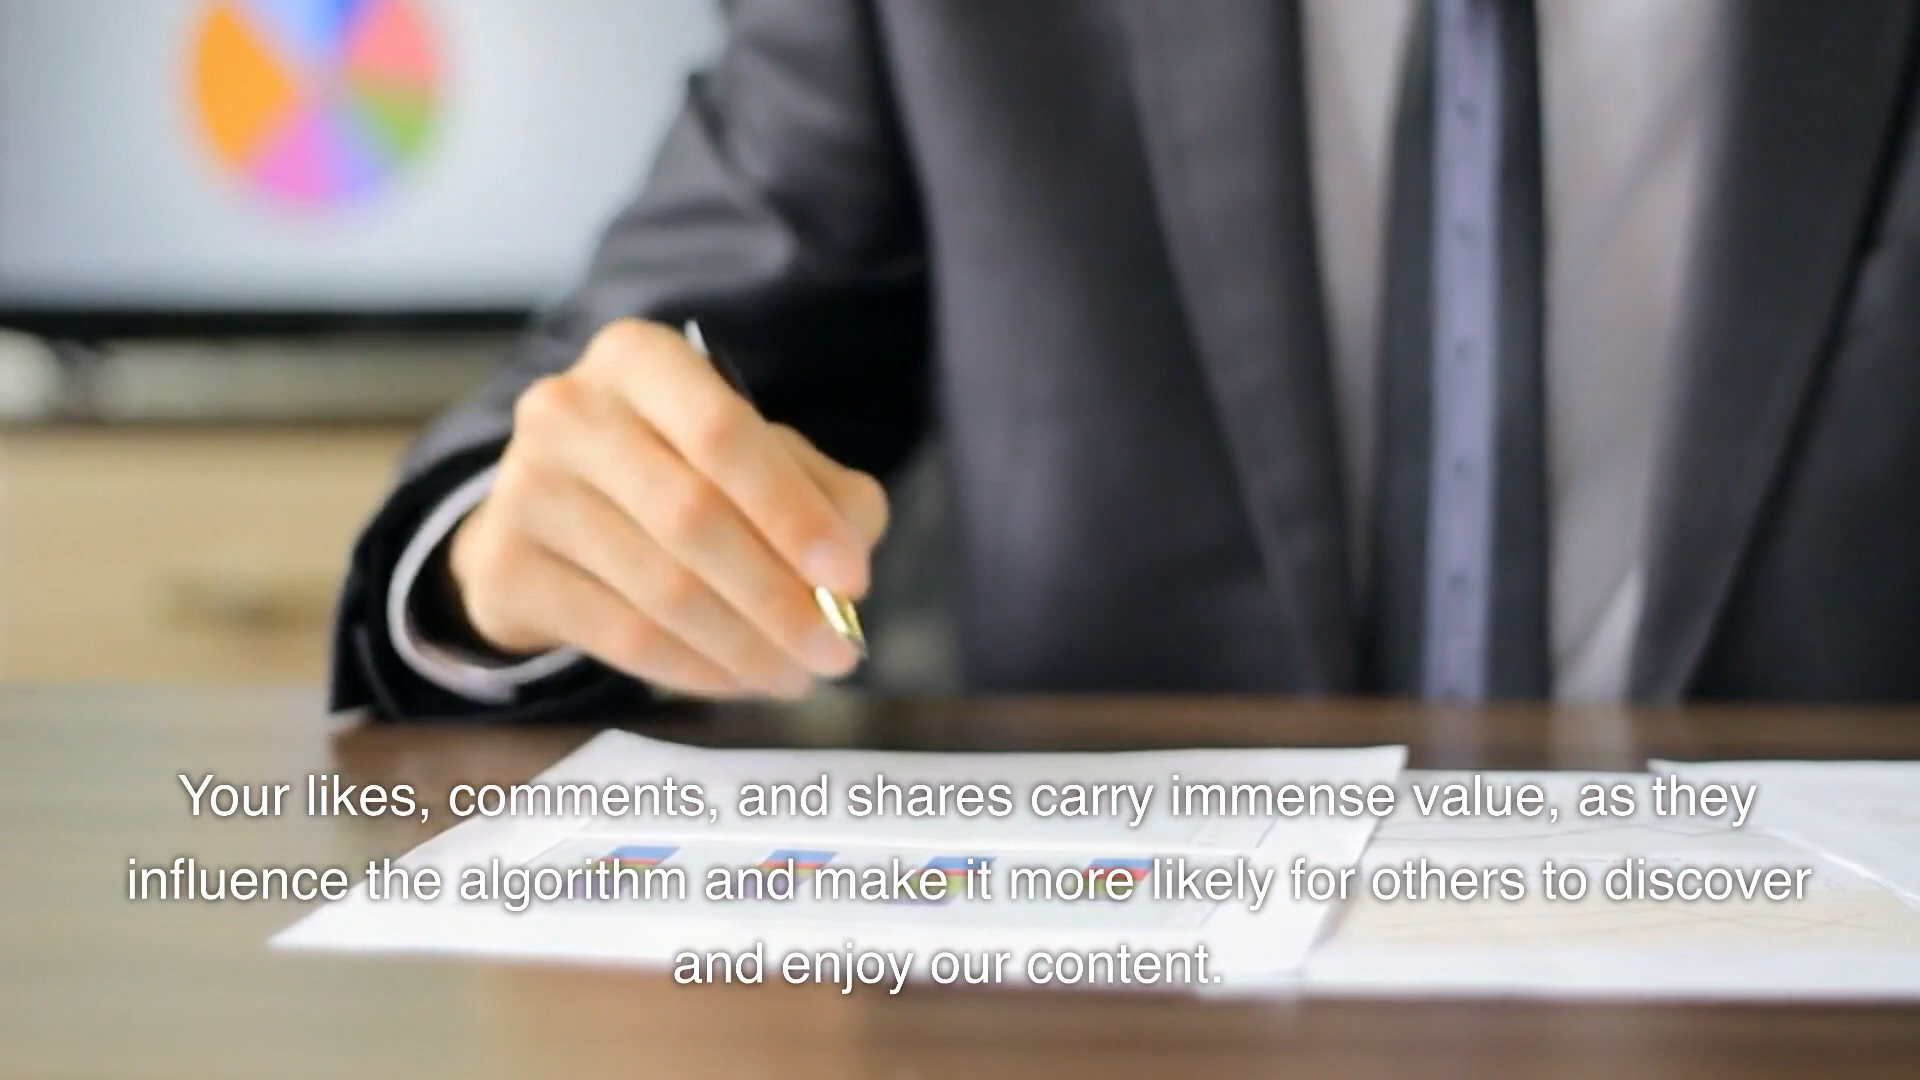 Your likes, comments, and shares carry immense value, as they
influence the algorithm and make it more likely for others to discover
and enjoy our content.